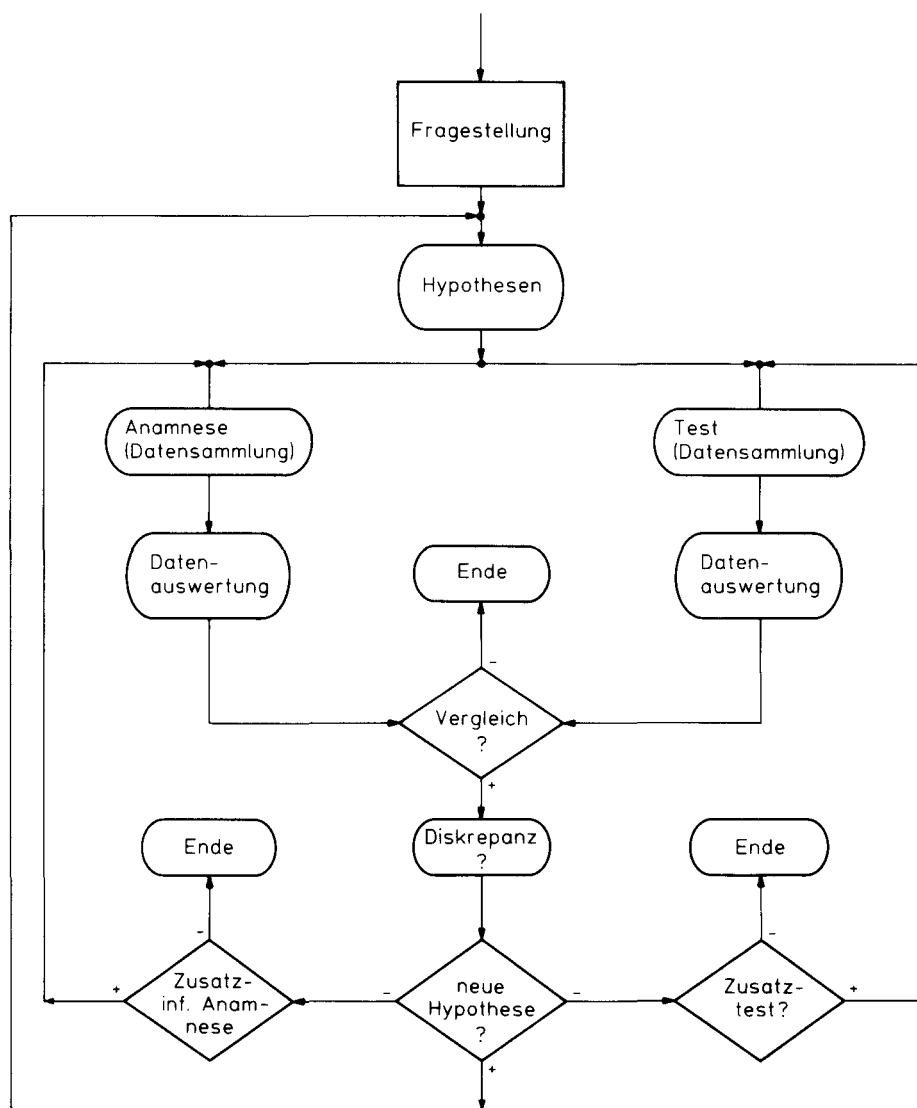 Fragestellung
Hypothesen
Anamnese
(Datensammlung)
Test
(Datensammlung)
Daten-
auswertung
Ende
Daten-
auswertung
-
Vergleich
?
+
Ende
Diskrepanz
?
Ende
-
-
+
Zusatz-
inf. Anam-
nese
-
neue
Hypothese
?
-
Zusatz-
test?
+
+